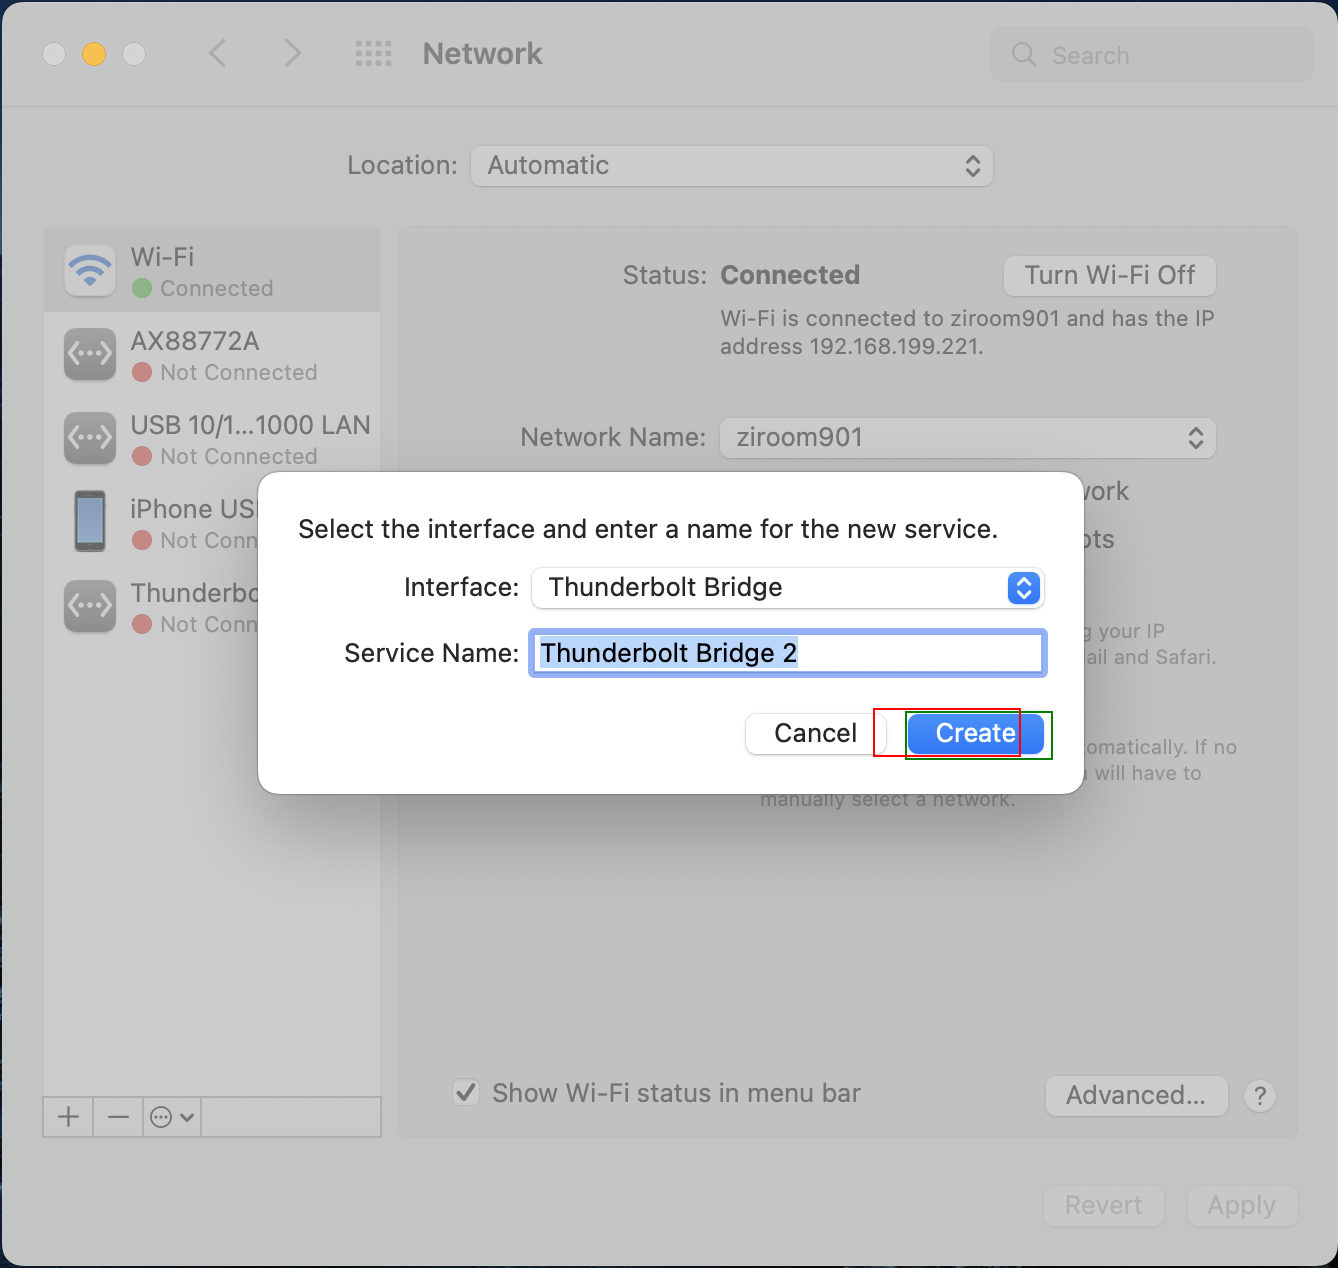 Network
Search
Location: Automatic
Wi-Fi
Connected
AX88772A
Not Connected
USB 10/1...1000 LAN
Not Connected
iPhone US
Not Conn
Thunderbo
Not Conn
Status: Connected
Turn Wi-Fi Off
Wi-Fi is connected to ziroom901 and has the IP
address 192.168.199.221.
Network Name: ziroom901
work
ots
g your IP
ail and Safari.
omatically. If no
will have to
manually select a network.
Select the interface and enter a name for the new service.
Interface: Thunderbolt Bridge
Service Name: Thunderbolt Bridge 2
Cancel
Create
Show Wi-Fi status in menu bar
Advanced...
?
Revert
Apply